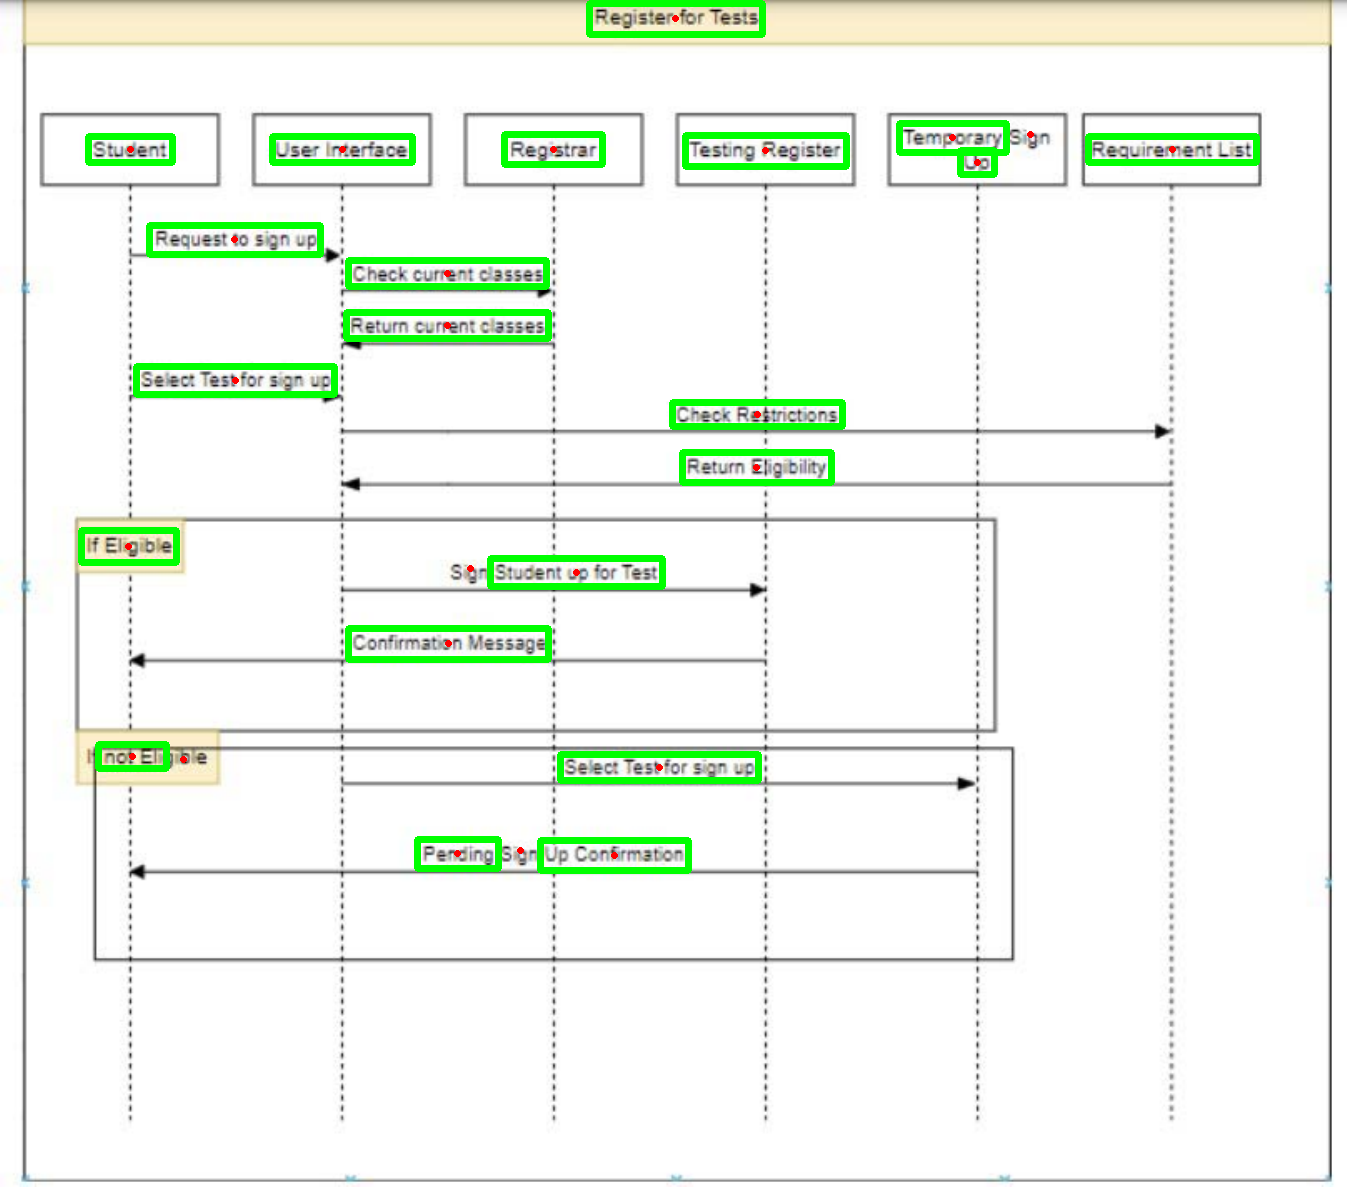 Register for Tests
Student
User Interface
Registrar
Testing Register
Temporary Sign
Up
Requirement List
Request to sign up
Check current classes
Return current classes
Select Test for sign up
Check Restrictions
Return Eligibility
If Eligible
Sign Student up for Test
Confirmation Message
If not Eligible
Select Test for sign up
Pending Sign Up Confirmation